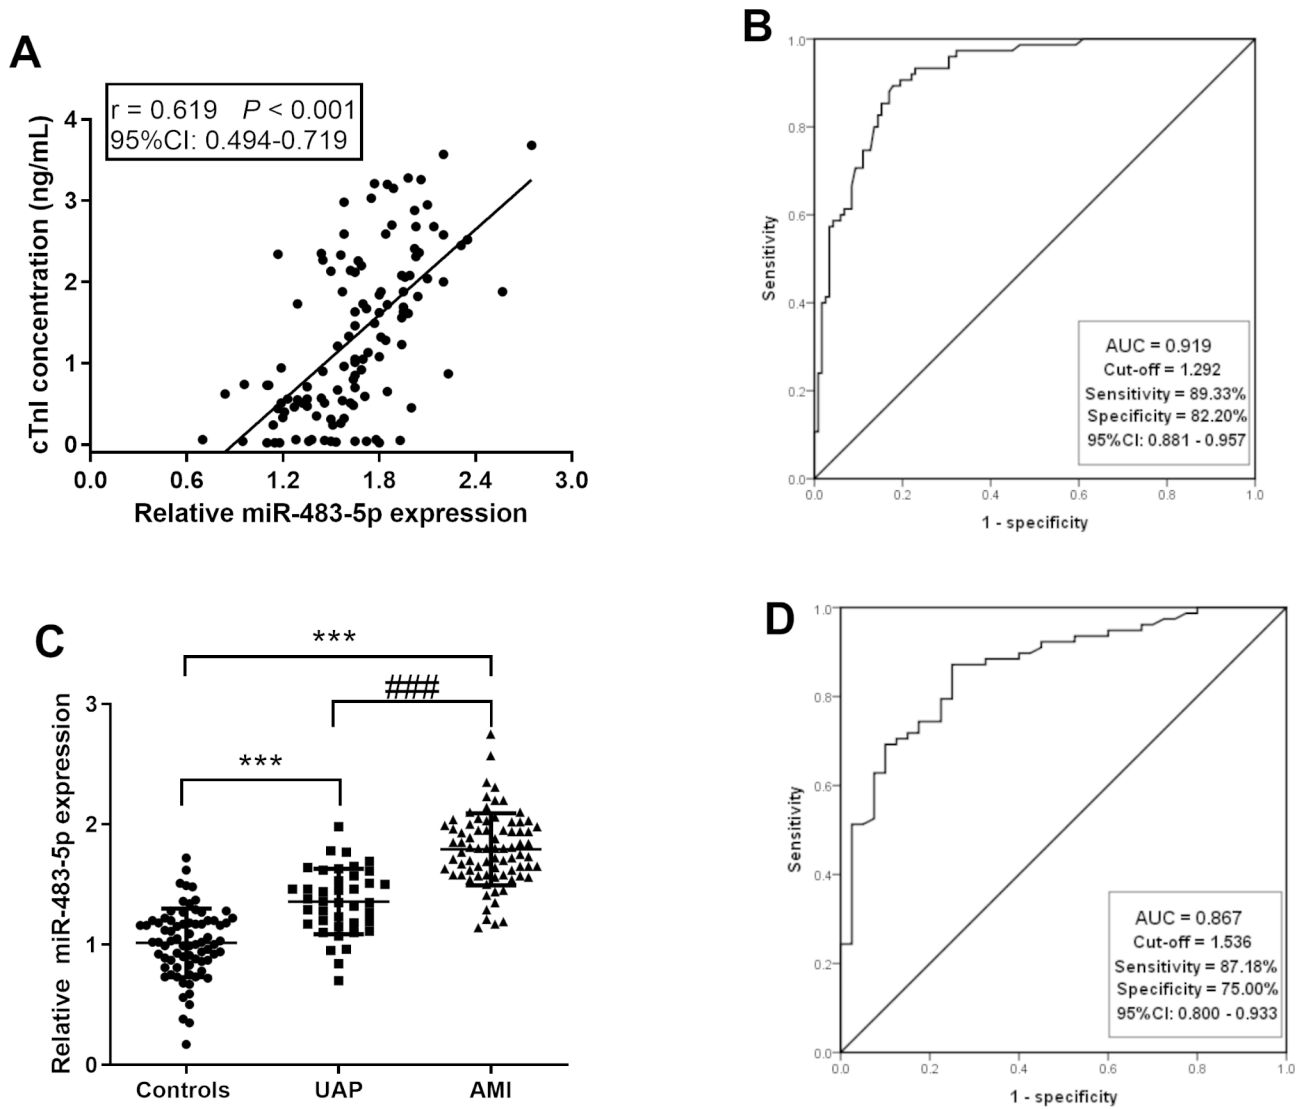 A
r = 0.619 P < 0.001
95%CI: 0.494-0.719
cTnI concentration (ng/mL)
4
3
2
1
0
0.0 0.6 1.2 1.8 2.4 3.0
Relative miR-483-5p expression
B
Sensitivity
1.0
0.8
0.6
0.4
0.2
0.0
AUC = 0.919
Cut-off = 1.292
Sensitivity = 89.33%
Specificity = 82.20%
95%CI: 0.881 - 0.957
0.0 0.2 0.4 0.6 0.8 1.0
1 - specificity
C
Relative miR-483-5p expression
3
2
1
0
***
###
***
Controls UAP AMI
D
Sensitivity
1.0
0.8
0.6
0.4
0.2
0.0
AUC = 0.867
Cut-off = 1.536
Sensitivity = 87.18%
Specificity = 75.00%
95%CI: 0.800 - 0.933
0.0 0.2 0.4 0.6 0.8 1.0
1 - specificity